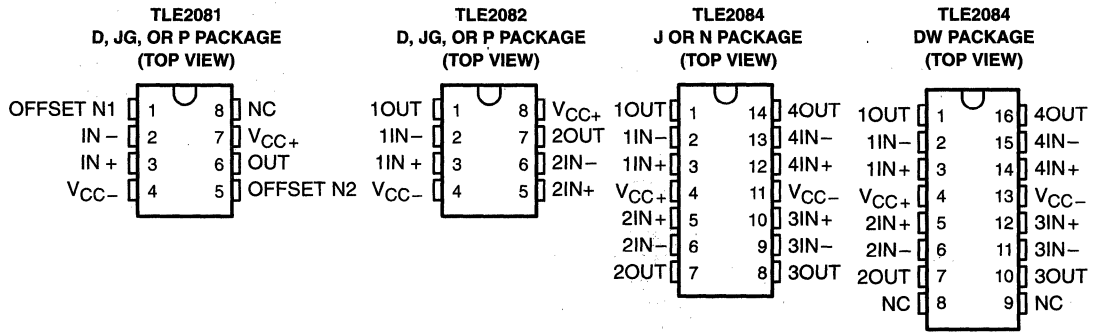 TLE2081
D, JG, OR P PACKAGE
(TOP VIEW)
OFFSET N1 1 8 NC
IN − 2 7 VCC+
IN + 3 6 OUT
VCC− 4 5 OFFSET N2
TLE2082
D, JG, OR P PACKAGE
(TOP VIEW)
1OUT 1 8 VCC+
1IN− 2 7 2OUT
1IN + 3 6 2IN−
VCC− 4 5 2IN+
TLE2084
J OR N PACKAGE
(TOP VIEW)
1OUT 1 14 4OUT
1IN− 2 13 4IN−
1IN+ 3 12 4IN+
VCC+ 4 11 VCC−
2IN+ 5 10 3IN+
2IN− 6 9 3IN−
2OUT 7 8 3OUT
TLE2084
DW PACKAGE
(TOP VIEW)
1OUT 1 16 4OUT
1IN− 2 15 4IN−
1IN+ 3 14 4IN+
VCC+ 4 13 VCC−
2IN+ 5 12 3IN+
2IN− 6 11 3IN−
2OUT 7 10 3OUT
NC 8 9 NC